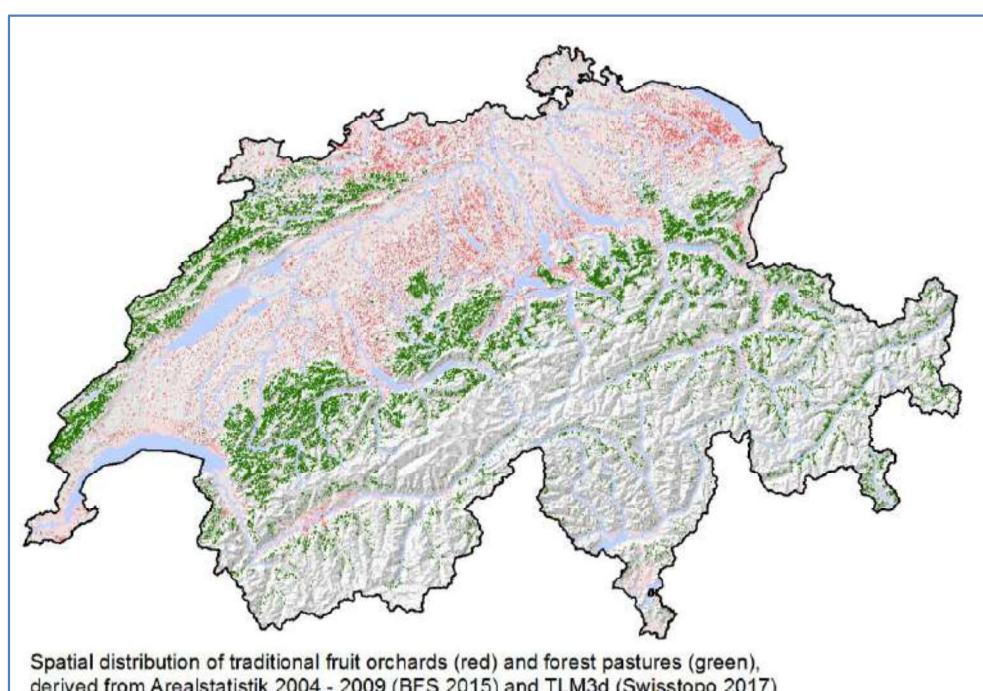 Spatial distribution of traditional fruit orchards (red) and forest pastures (green),
derived from Arealstatistik 2004 - 2009 (BFS 2015) and TLM3d (Swisstopo 2017)